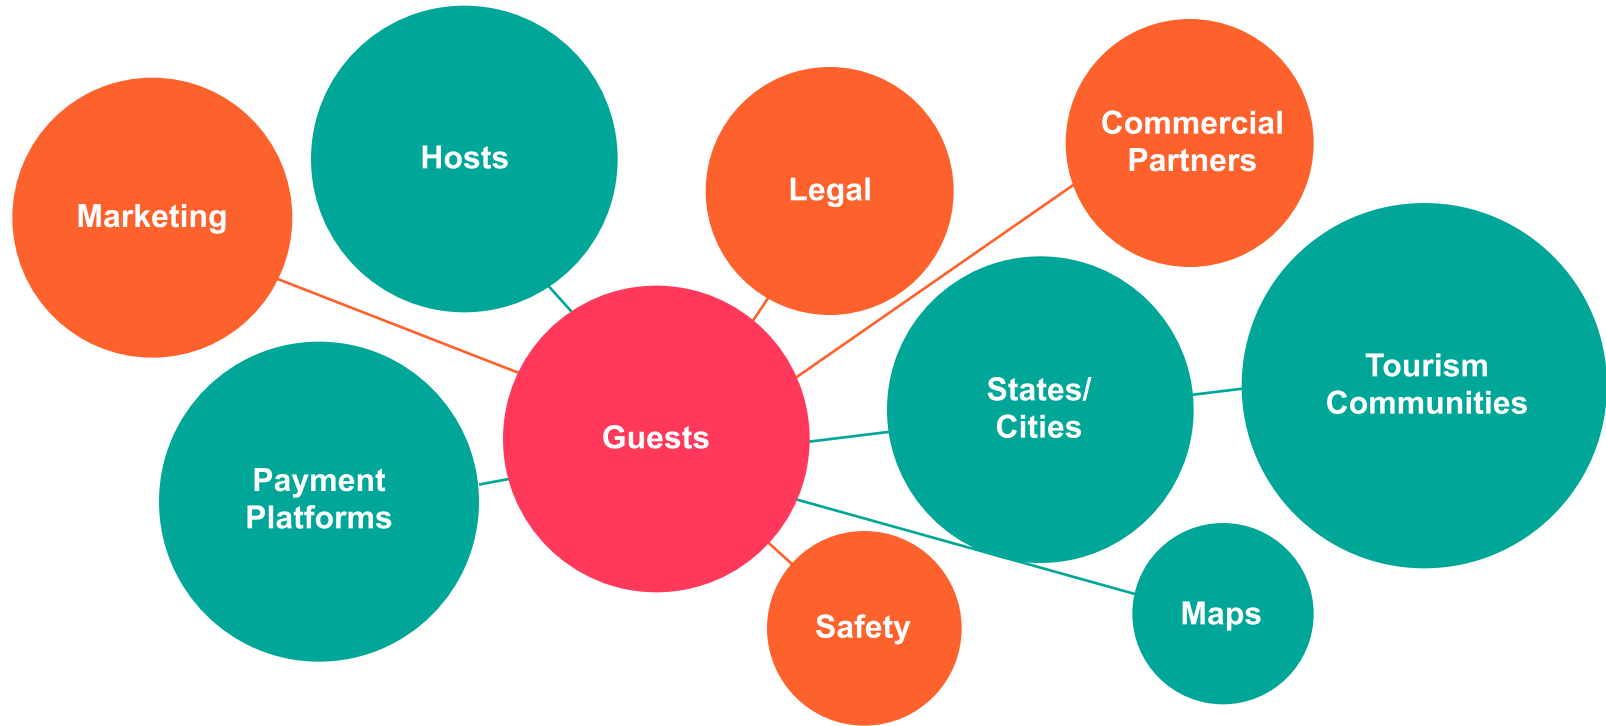 Marketing
Hosts
Legal
Commercial
Partners
Guests
States/
Cities
Tourism
Communities
Payment
Platforms
Safety
Maps